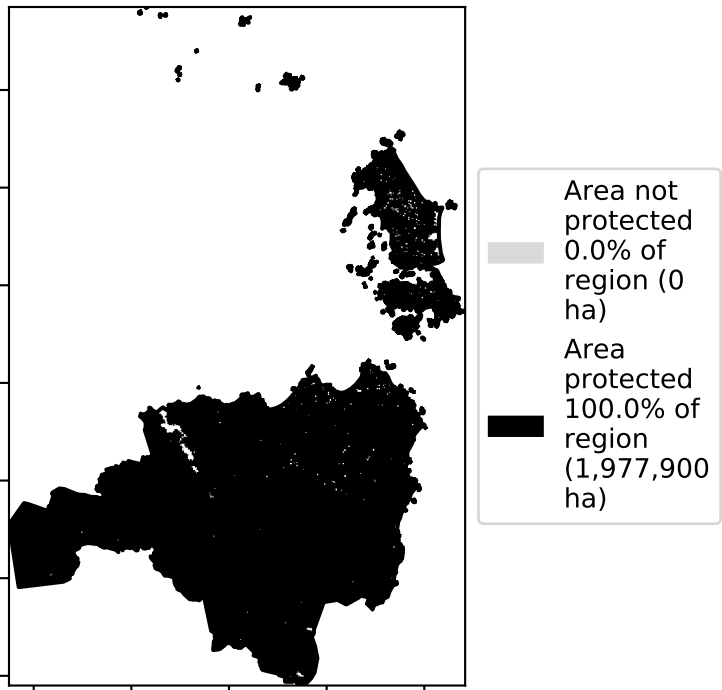 Area not
protected
0.0% of
region (0
ha)
Area
protected
100.0% of
region
(1,977,900
ha)